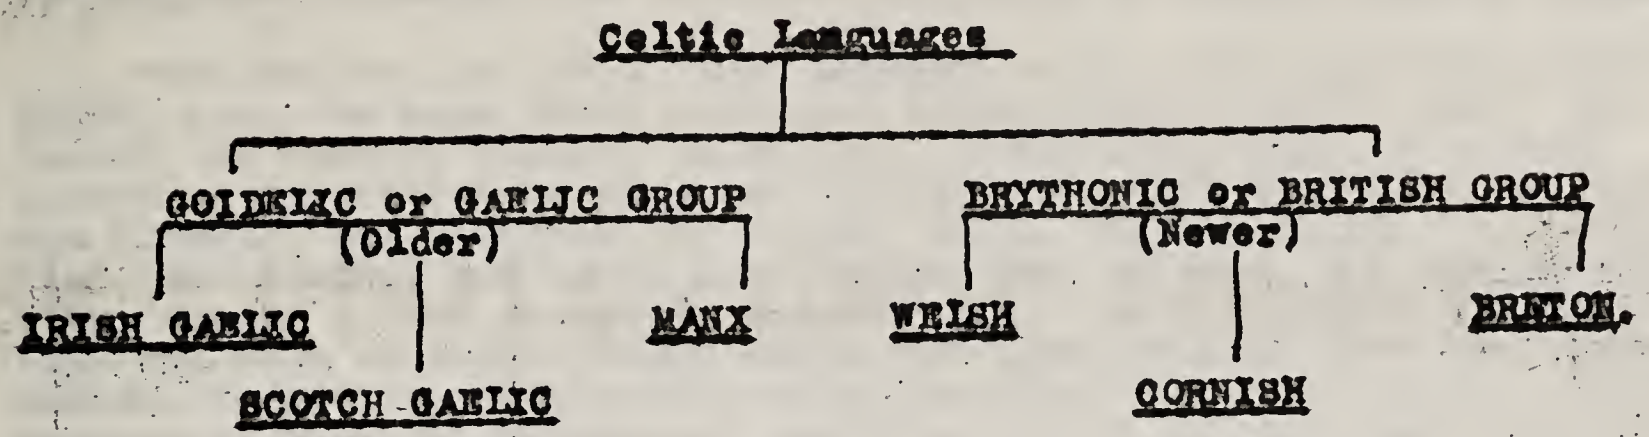 Celtic Languages
GOIDELIC or GAELIC GROUP
(Older)
BRYTHONIC or BRITISH GROUP
(Newer)
IRISH GAELIC
SCOTCH GAELIC
MANX
WELSH
CORNISH
BRETON.